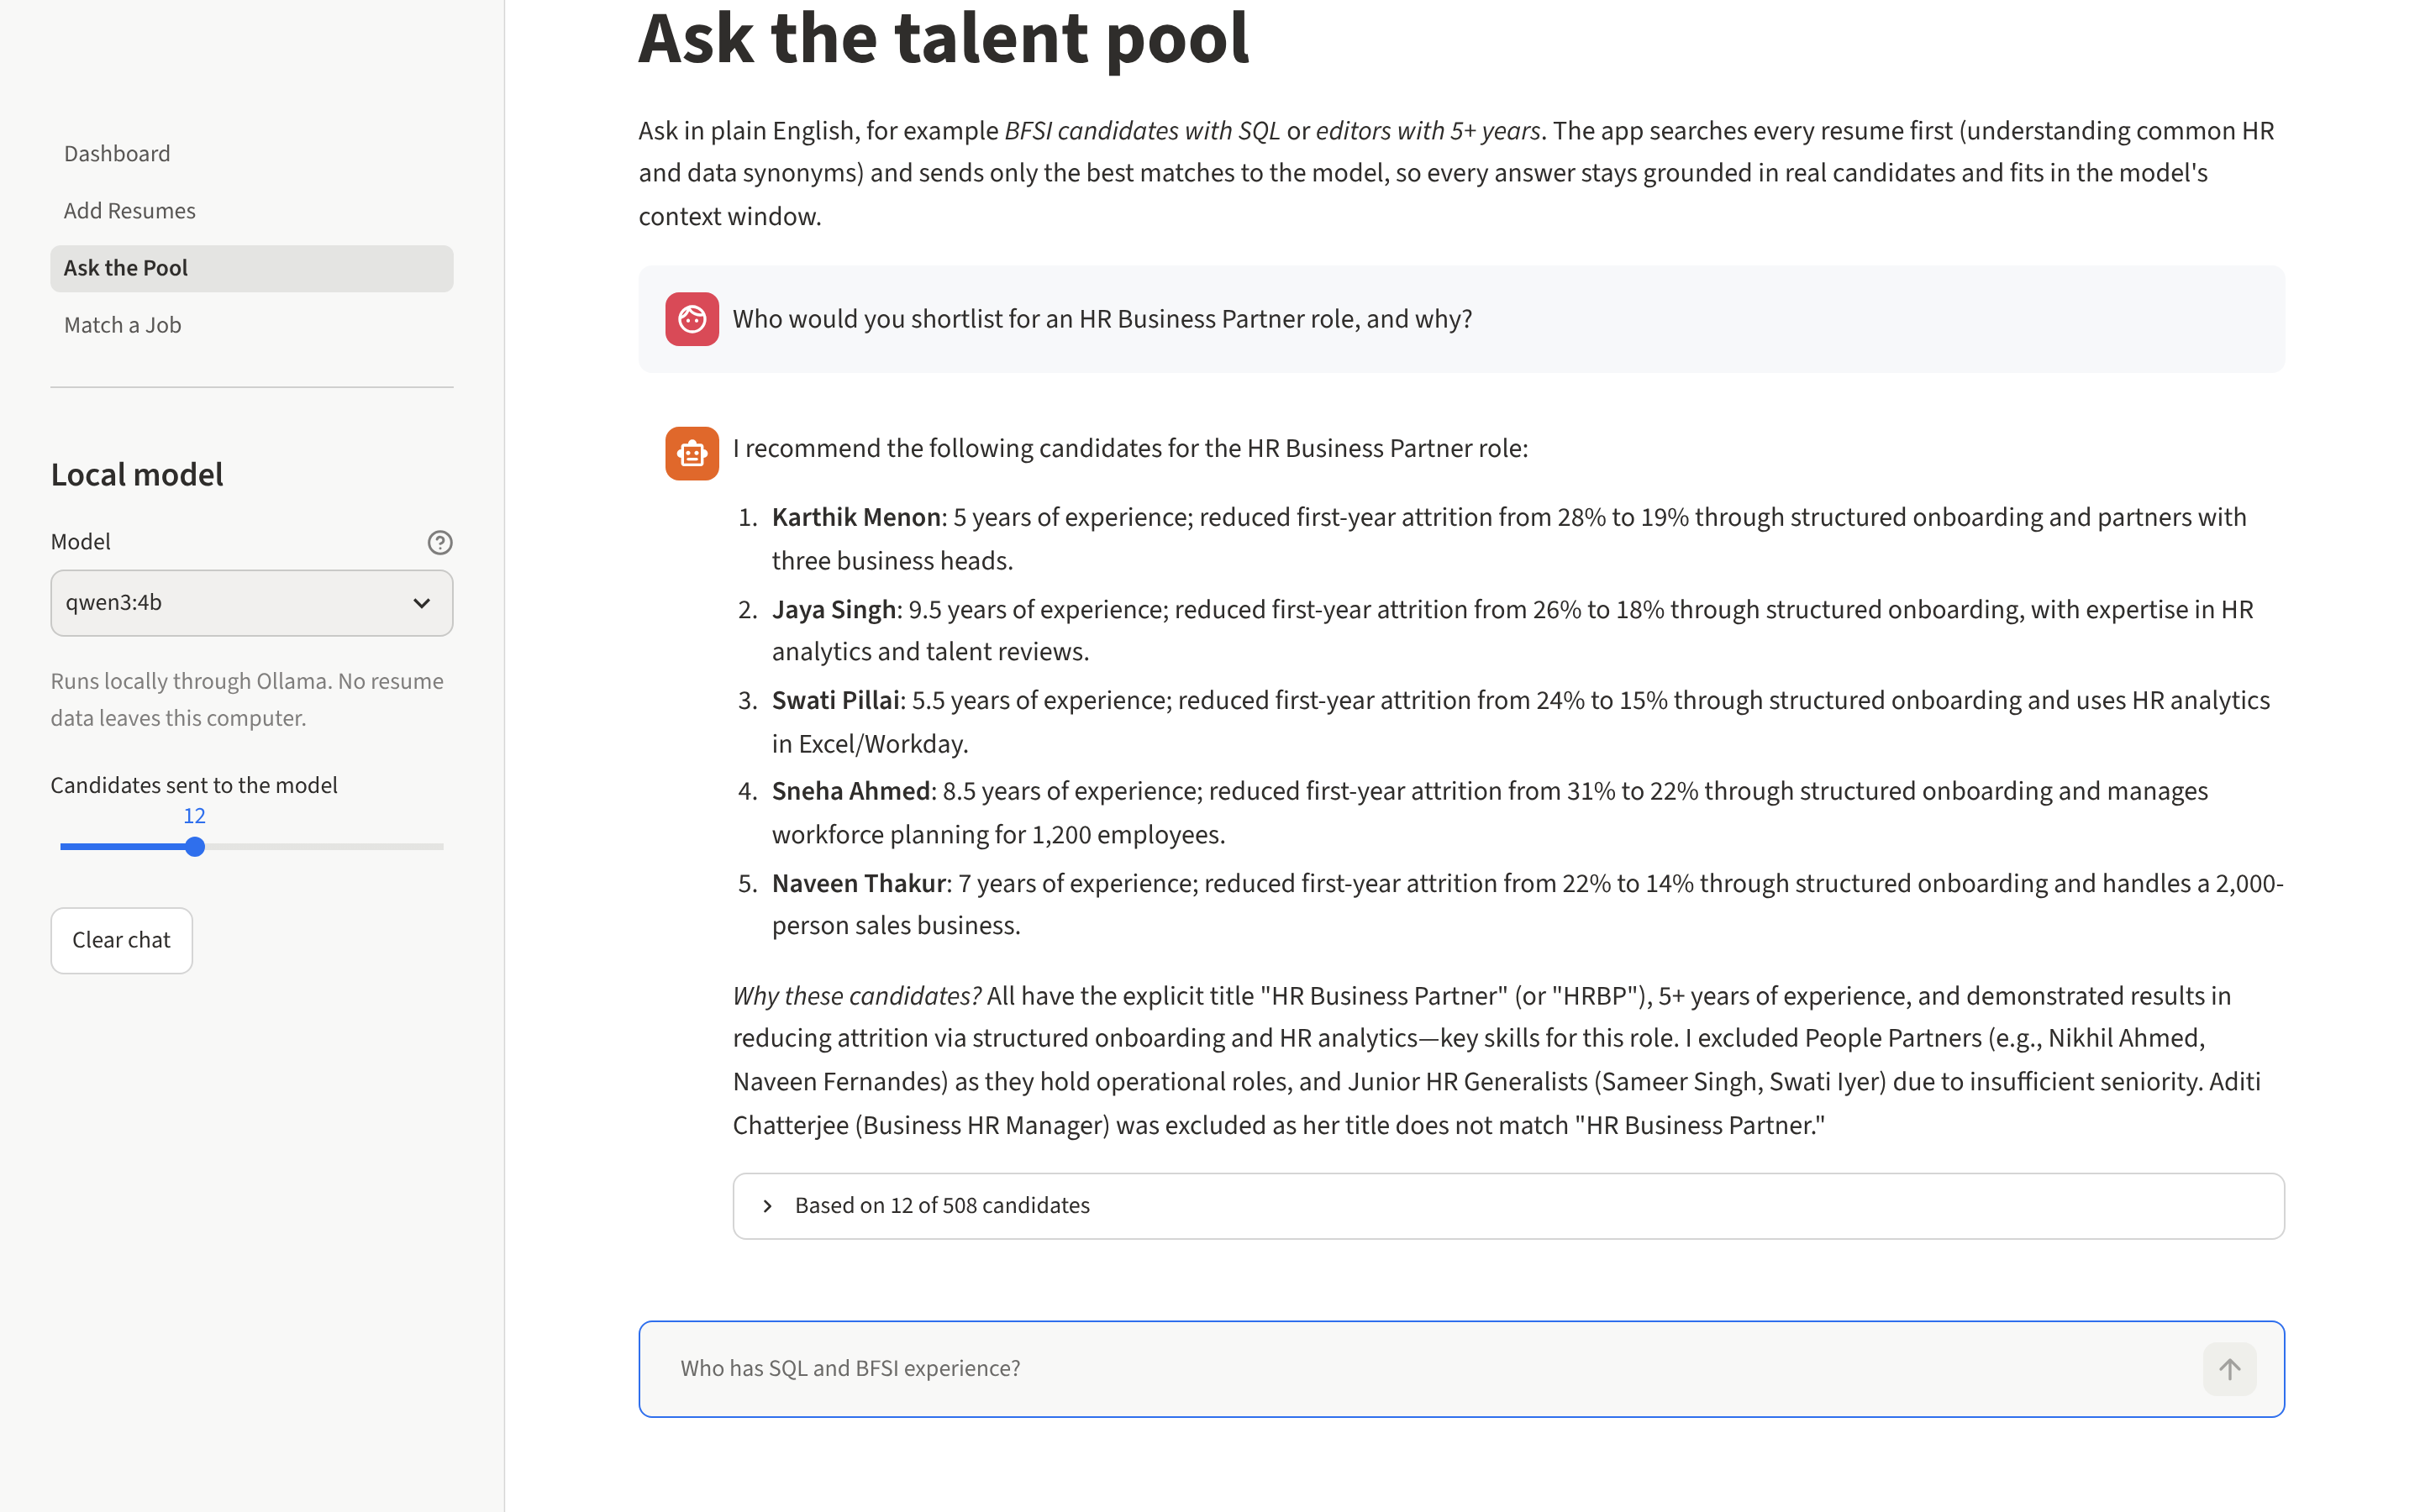 Ask the talent pool
Ask in plain English, for example BFSI candidates with SQL or editors with 5+ years. The app searches every resume first (understanding common HR
and data synonyms) and sends only the best matches to the model, so every answer stays grounded in real candidates and fits in the model's
context window.
Dashboard
Add Resumes
Ask the Pool
Match a Job
Local model
Model
qwen3:4b
Runs locally through Ollama. No resume
data leaves this computer.
Candidates sent to the model
12
Clear chat
Who would you shortlist for an HR Business Partner role, and why?
I recommend the following candidates for the HR Business Partner role:
1. Karthik Menon: 5 years of experience; reduced first-year attrition from 28% to 19% through structured onboarding and partners with
three business heads.
2. Jaya Singh: 9.5 years of experience; reduced first-year attrition from 26% to 18% through structured onboarding, with expertise in HR
analytics and talent reviews.
3. Swati Pillai: 5.5 years of experience; reduced first-year attrition from 24% to 15% through structured onboarding and uses HR analytics
in Excel/Workday.
4. Sneha Ahmed: 8.5 years of experience; reduced first-year attrition from 31% to 22% through structured onboarding and manages
workforce planning for 1,200 employees.
5. Naveen Thakur: 7 years of experience; reduced first-year attrition from 22% to 14% through structured onboarding and handles a 2,000-
person sales business.
Why these candidates? All have the explicit title "HR Business Partner" (or "HRBP"), 5+ years of experience, and demonstrated results in
reducing attrition via structured onboarding and HR analytics—key skills for this role. I excluded People Partners (e.g., Nikhil Ahmed,
Naveen Fernandes) as they hold operational roles, and Junior HR Generalists (Sameer Singh, Swati Iyer) due to insufficient seniority. Aditi
Chatterjee (Business HR Manager) was excluded as her title does not match "HR Business Partner."
Based on 12 of 508 candidates
Who has SQL and BFSI experience?